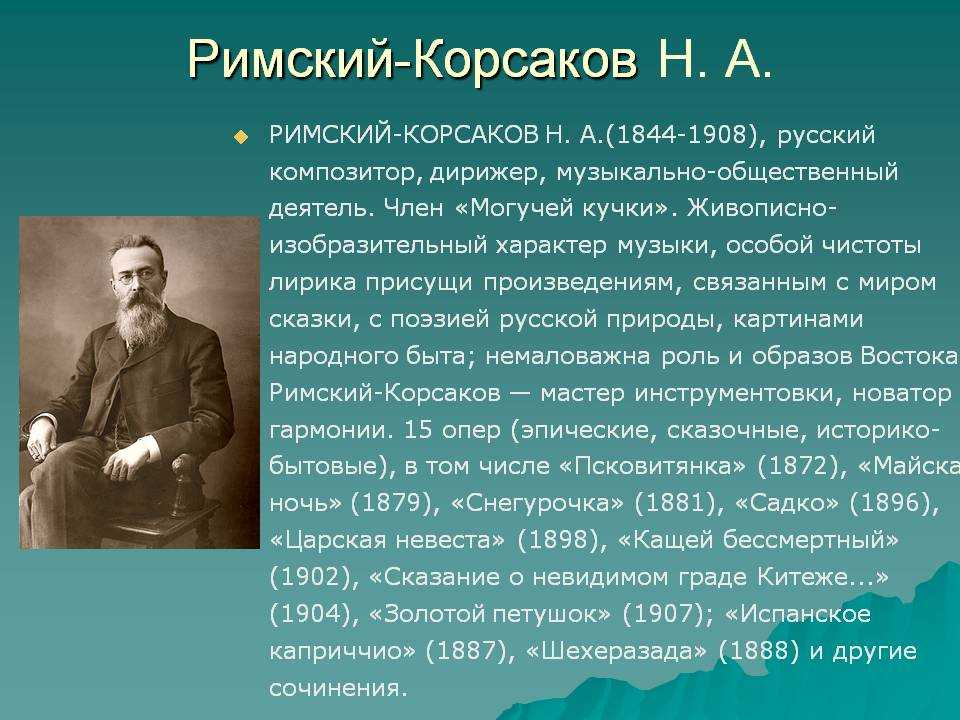 Римский-Корсаков Н. А.
РИМСКИЙ-КОРСАКОВ Н. А.(1844-1908), русский
композитор, дирижер, музыкально-общественный
деятель. Член «Могучей кучки». Живописно-
изобразительный характер музыки, особой чистоты
лирика присущи произведениям, связанным с миром
сказки, с поэзией русской природы, картинами
народного быта; немаловажна роль и образов Востока
Римский-Корсаков — мастер инструментовки, новатор
гармонии. 15 опер (эпические, сказочные, историко-
бытовые), в том числе «Псковитянка» (1872), «Майска
ночь» (1879), «Снегурочка» (1881), «Садко» (1896),
«Царская невеста» (1898), «Кащей бессмертный»
(1902), «Сказание о невидимом граде Китеже...»
(1904), «Золотой петушок» (1907); «Испанское
каприччио» (1887), «Шехеразада» (1888) и другие
сочинения.